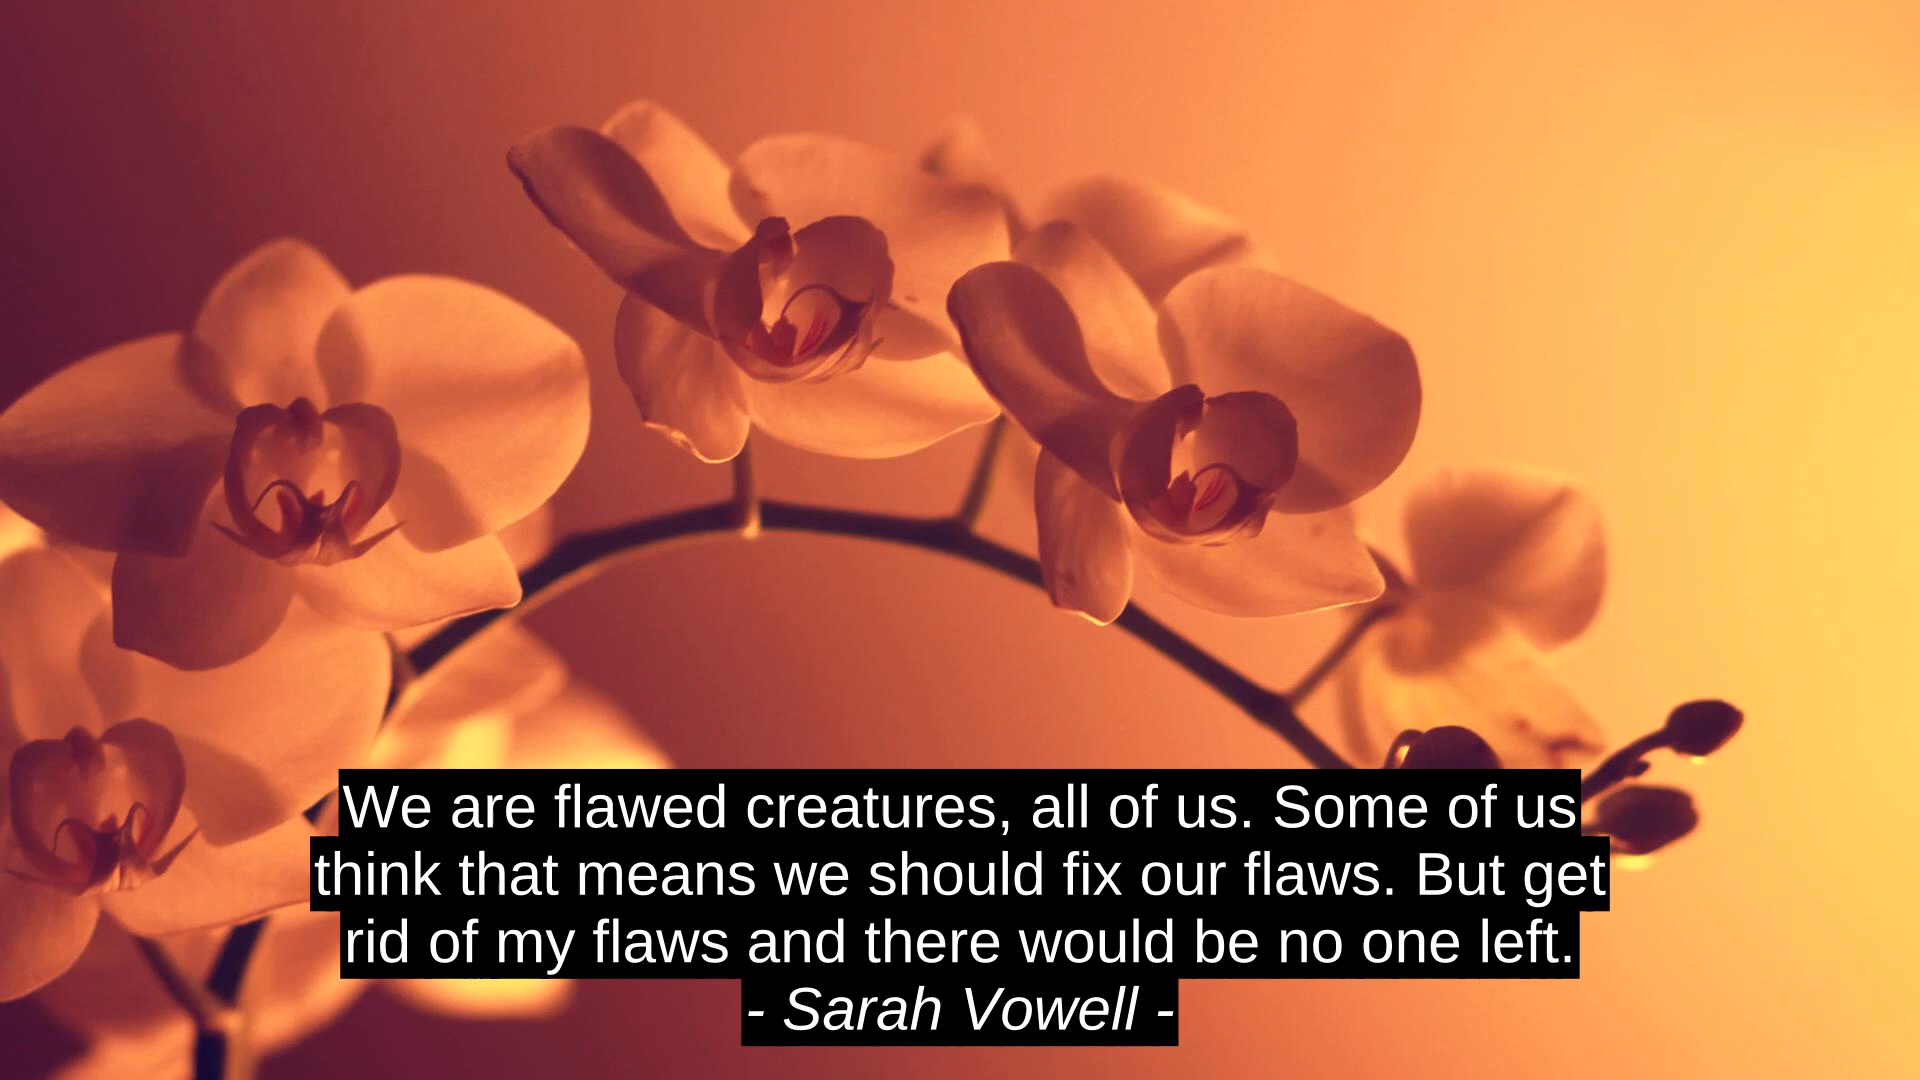 We are flawed creatures, all of us. Some of us
think that means we should fix our flaws. But get
rid of my flaws and there would be no one left.
- Sarah Vowell -